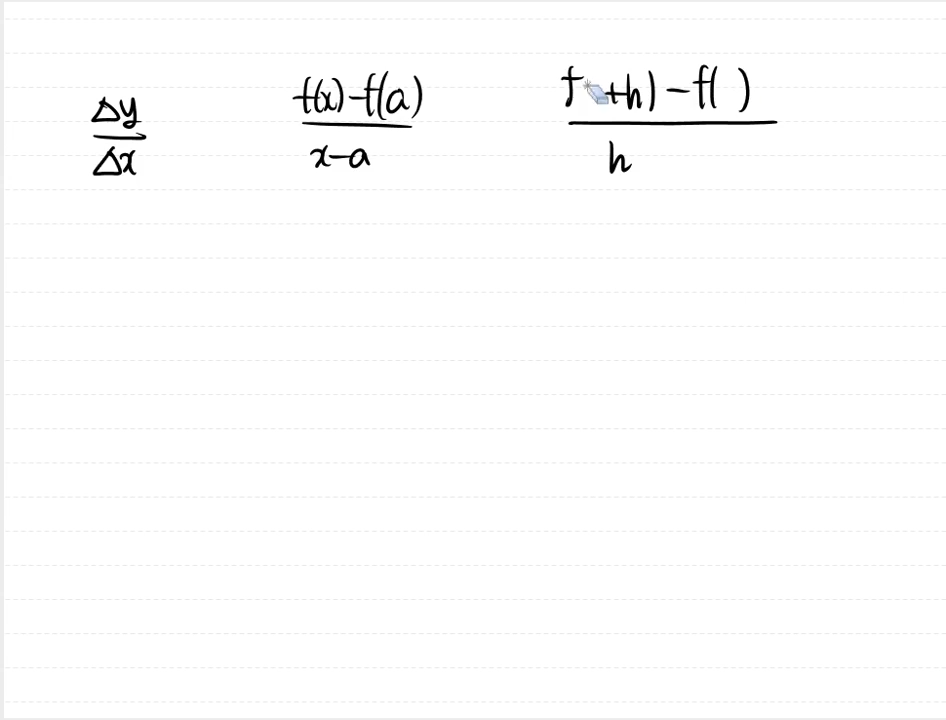 Δy/Δx    f(x)-f(a)/x-a    f +h)-f( )/h